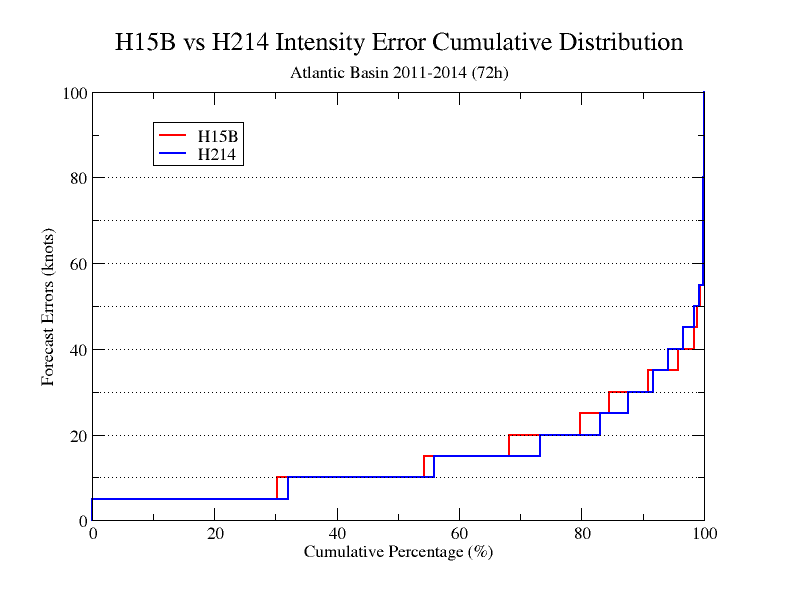 H15B vs H214 Intensity Error Cumulative Distribution
Atlantic Basin 2011-2014 (72h)
100
H15B
H214
80
60
Forecast Errors (knots)
40
20
0
0 20 40 60 80 100
Cumulative Percentage (%)